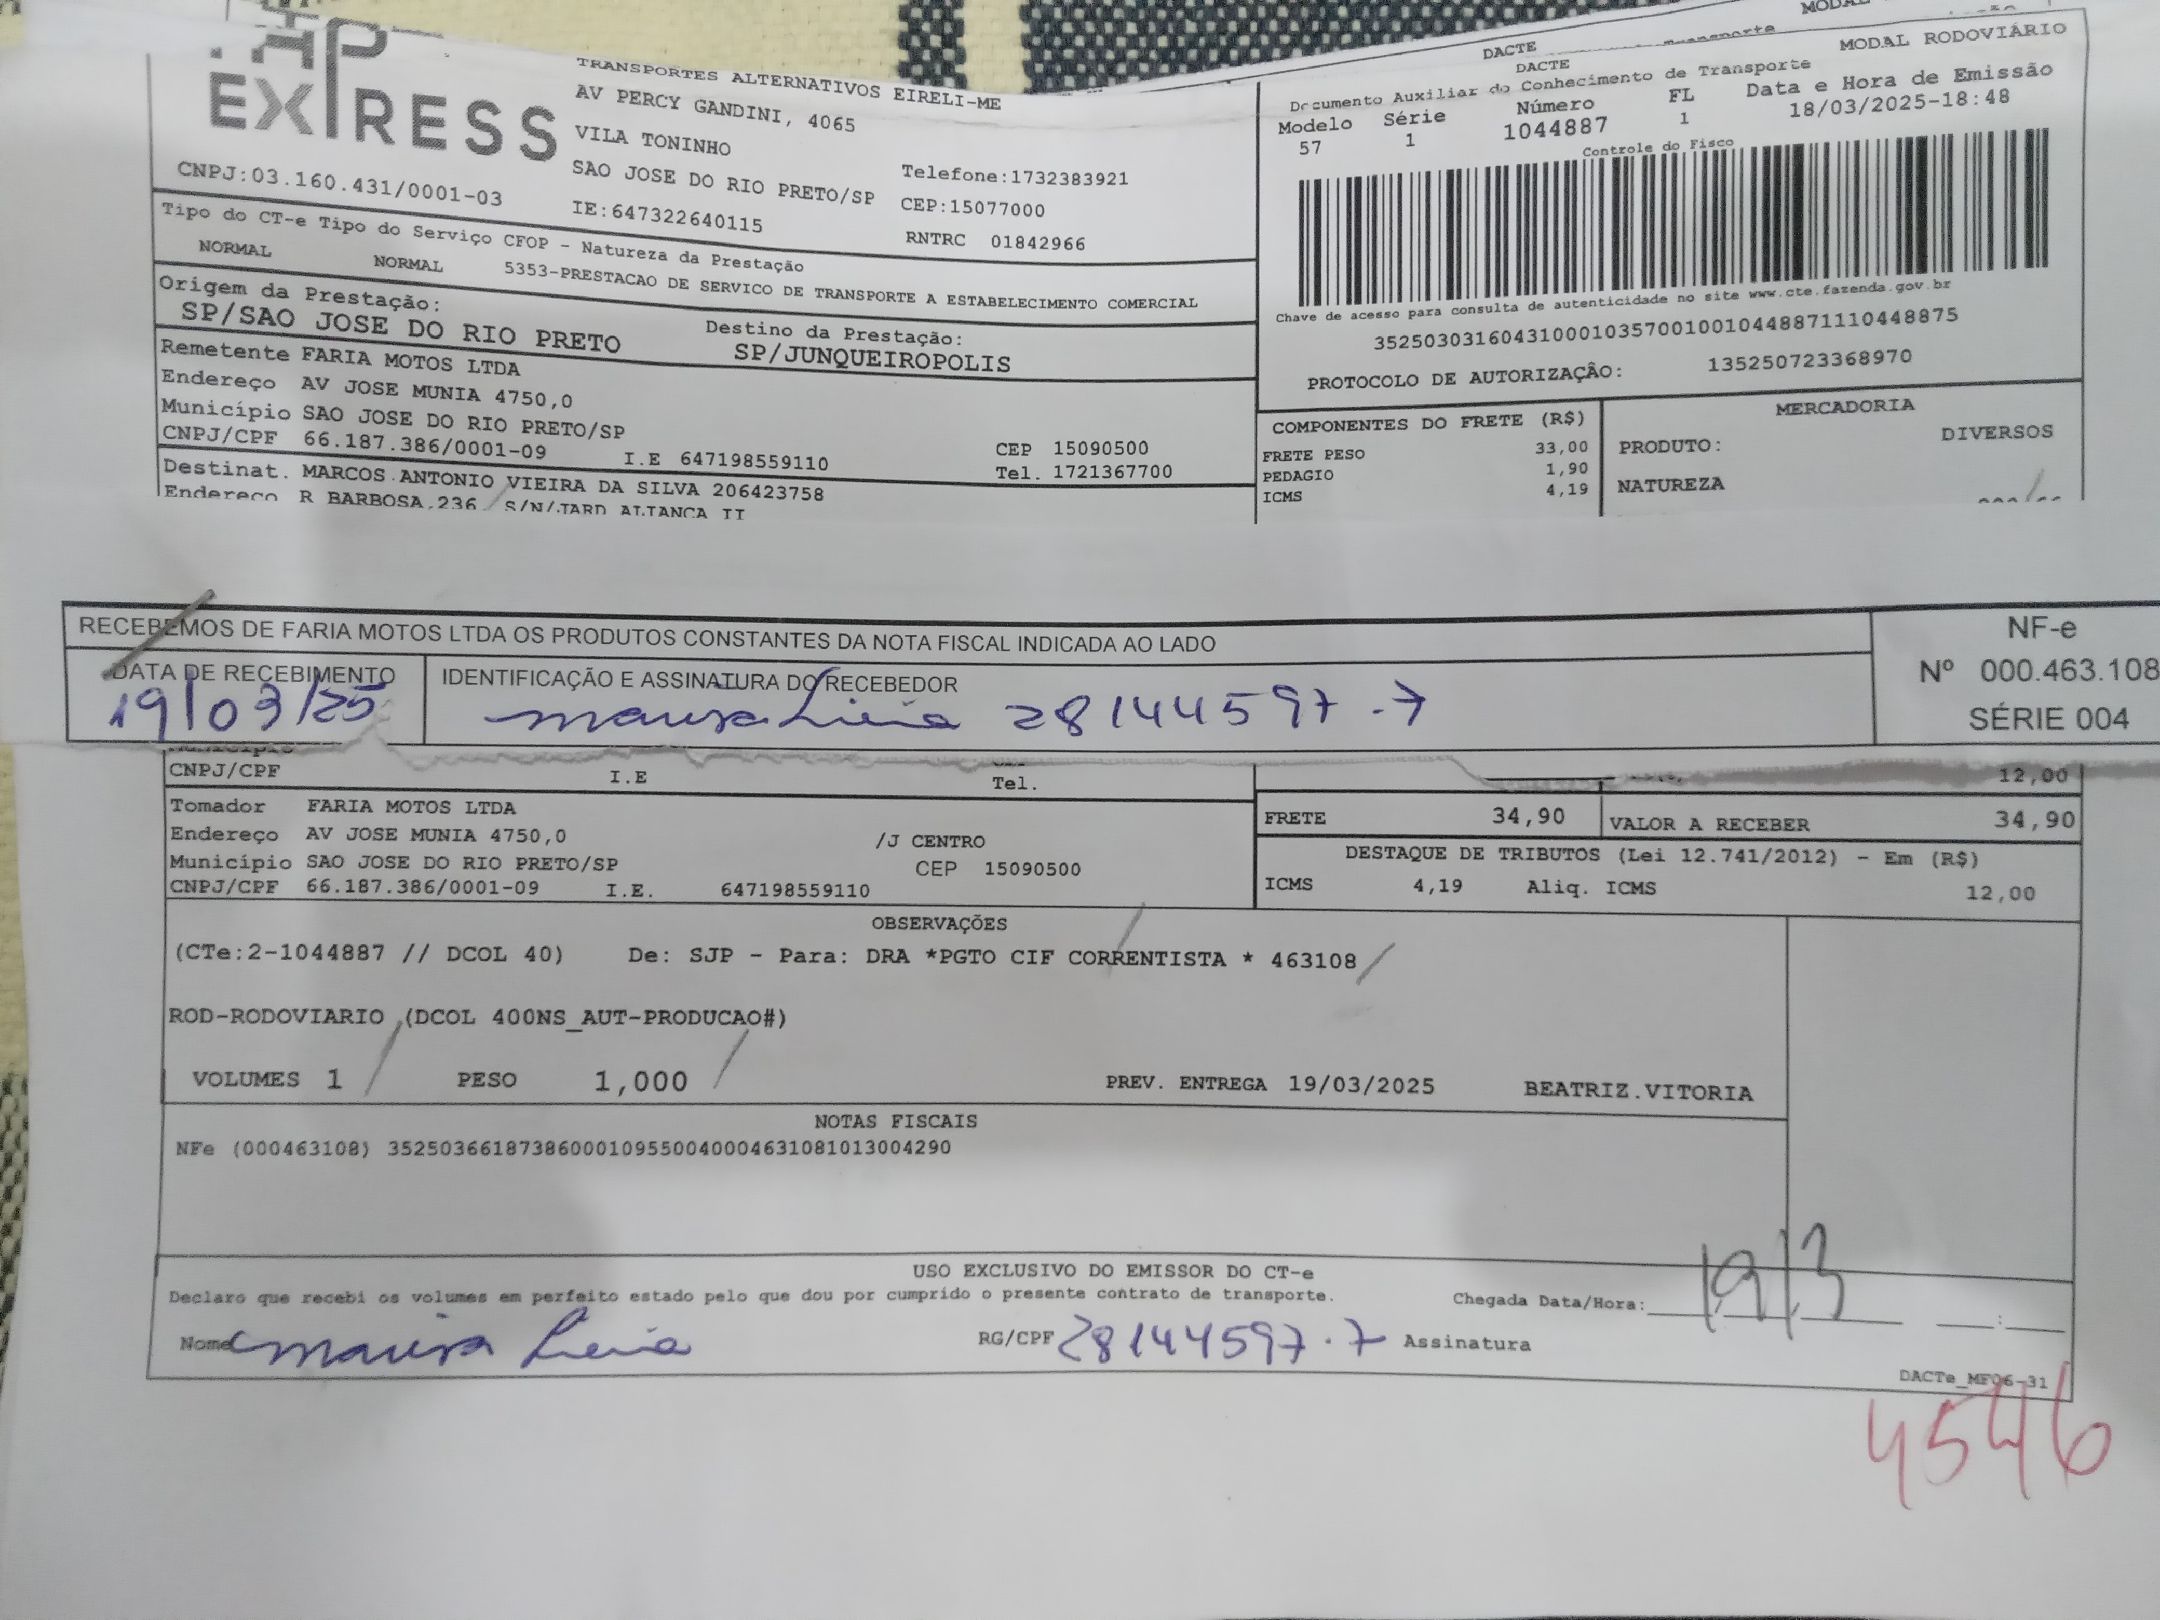 EXPRESS
CNPJ:03.160.431/0001-03
TRANSPORTES ALTERNATIVOS EIRELI-ME
AV PERCY GANDINI, 4065
VILA TONINHO
SAO JOSE DO RIO PRETO/SP
IE:647322640115
Telefone:1732383921
CEP:15077000
RNTRC 01842966
DACTE
DACTE
MODAL RODOVIÁRIO
Documento Auxiliar do Conhecimento de Transporte
Modelo Série Número FL Data e Hora de Emissão
57 1 1044887 1 18/03/2025-18:48
Controle do Fisco
Chave de acesso para consulta de autenticidade no site www.cte.fazenda.gov.br
35250303160431000103570010010448871110448875
PROTOCOLO DE AUTORIZAÇÃO: 135250723368970
Tipo do CT-e Tipo do Serviço CFOP - Natureza da Prestação
NORMAL NORMAL 5353-PRESTACAO DE SERVICO DE TRANSPORTE A ESTABELECIMENTO COMERCIAL
Origem da Prestação: Destino da Prestação:
SP/SAO JOSE DO RIO PRETO SP/JUNQUEIROPOLIS
Remetente FARIA MOTOS LTDA
Endereço AV JOSE MUNIA 4750,0
Município SAO JOSE DO RIO PRETO/SP CEP 15090500
CNPJ/CPF 66.187.386/0001-09 I.E 647198559110 Tel. 1721367700
Destinat. MARCOS ANTONIO VIEIRA DA SILVA 206423758
Endereço R BARBOSA,236 S/N/JARD ALIANCA II
COMPONENTES DO FRETE (R$)
FRETE PESO 33,00
PEDAGIO 1,90
ICMS 4,19
MERCADORIA
PRODUTO: DIVERSOS
NATUREZA
RECEBEMOS DE FARIA MOTOS LTDA OS PRODUTOS CONSTANTES DA NOTA FISCAL INDICADA AO LADO
DATA DE RECEBIMENTO
19/03/25
IDENTIFICAÇÃO E ASSINATURA DO RECEBEDOR
28144597.7
NF-e
Nº 000.463.108
SÉRIE 004
Município
CNPJ/CPF I.E Tel.
12,00
Tomador FARIA MOTOS LTDA
Endereço AV JOSE MUNIA 4750,0 /J CENTRO
Município SAO JOSE DO RIO PRETO/SP CEP 15090500
CNPJ/CPF 66.187.386/0001-09 I.E. 647198559110
FRETE 34,90 VALOR A RECEBER 34,90
DESTAQUE DE TRIBUTOS (Lei 12.741/2012) - Em (R$)
ICMS 4,19 Aliq. ICMS 12,00
OBSERVAÇÕES
(CTe:2-1044887 // DCOL 40) De: SJP - Para: DRA *PGTO CIF CORRENTISTA * 463108
ROD-RODOVIARIO (DCOL 400NS_AUT-PRODUCAO#)
VOLUMES 1 PESO 1,000 PREV. ENTREGA 19/03/2025 BEATRIZ.VITORIA
NOTAS FISCAIS
NFe (000463108) 35250366187386000109550040004631081013004290
USO EXCLUSIVO DO EMISSOR DO CT-e
Declaro que recebi os volumes em perfeito estado pelo que dou por cumprido o presente contrato de transporte.
Chegada Data/Hora: 19/3 :
Nome RG/CPF 28144597.7 Assinatura
DACTe_MF06-31
4546